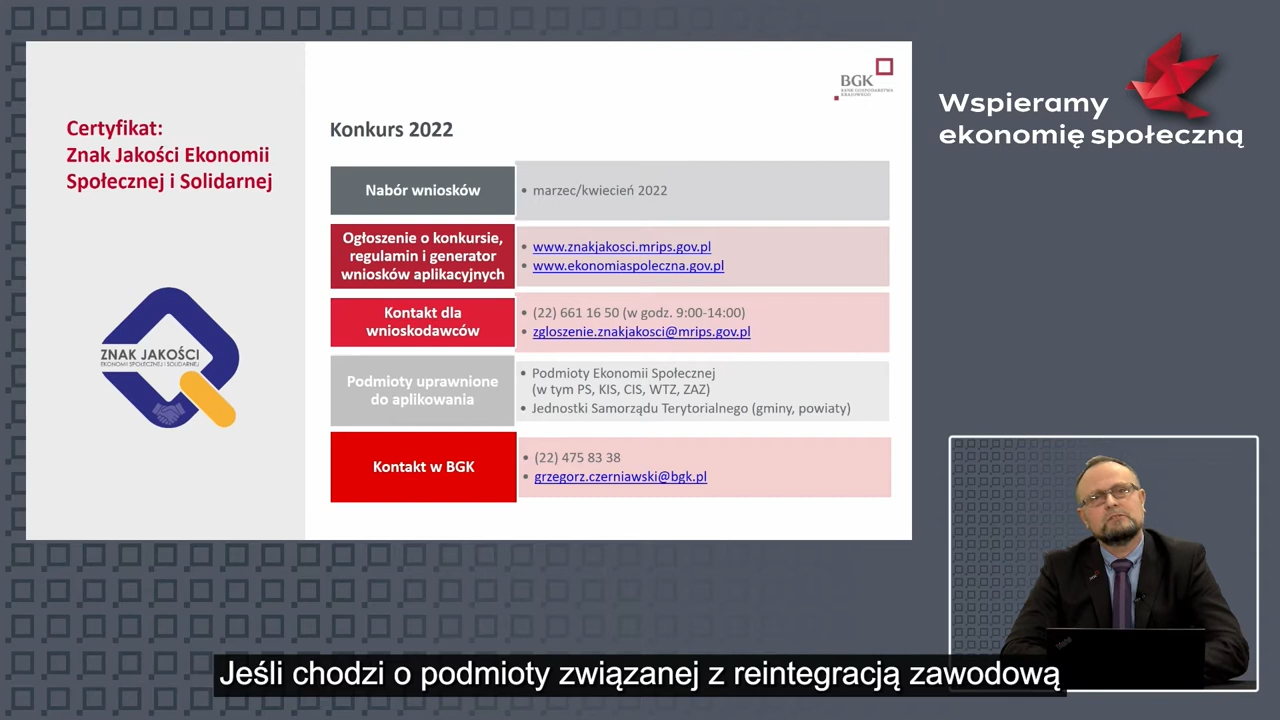 Certyfikat:
Znak Jakości Ekonomii
Społecznej i Solidarnej
ZNAK JAKOŚCI
EKONOMII SPOŁECZNEJ I SOLIDARNEJ
BGK
BANK GOSPODARSTWA
KRAJOWEGO
Konkurs 2022
Nabór wniosków
• marzec/kwiecień 2022
Ogłoszenie o konkursie,
regulamin i generator
wniosków aplikacyjnych
• www.znakjakosci.mrips.gov.pl
• www.ekonomiaspoleczna.gov.pl
Kontakt dla
wnioskodawców
• (22) 661 16 50 (w godz. 9:00-14:00)
• zgloszenie.znakjakosci@mrips.gov.pl
Podmioty uprawnione
do aplikowania
• Podmioty Ekonomii Społecznej
(w tym PS, KIS, CIS, WTZ, ZAZ)
• Jednostki Samorządu Terytorialnego (gminy, powiaty)
Kontakt w BGK
• (22) 475 83 38
• grzegorz.czerniawski@bgk.pl
Wspieramy
ekonomię społeczną
Jeśli chodzi o podmioty związanej z reintegracją zawodową